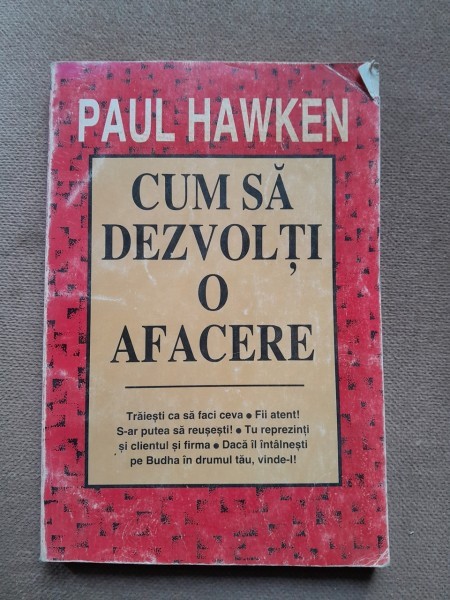 PAUL HAWKEN
CUM SĂ
DEZVOLȚI
O
AFACERE
Trăiești ca să faci ceva ● Fii atent!
S-ar putea să reușești! ● Tu reprezinți
și clientul și firma ● Dacă îl întâlnești
pe Budha în drumul tău, vinde-l!